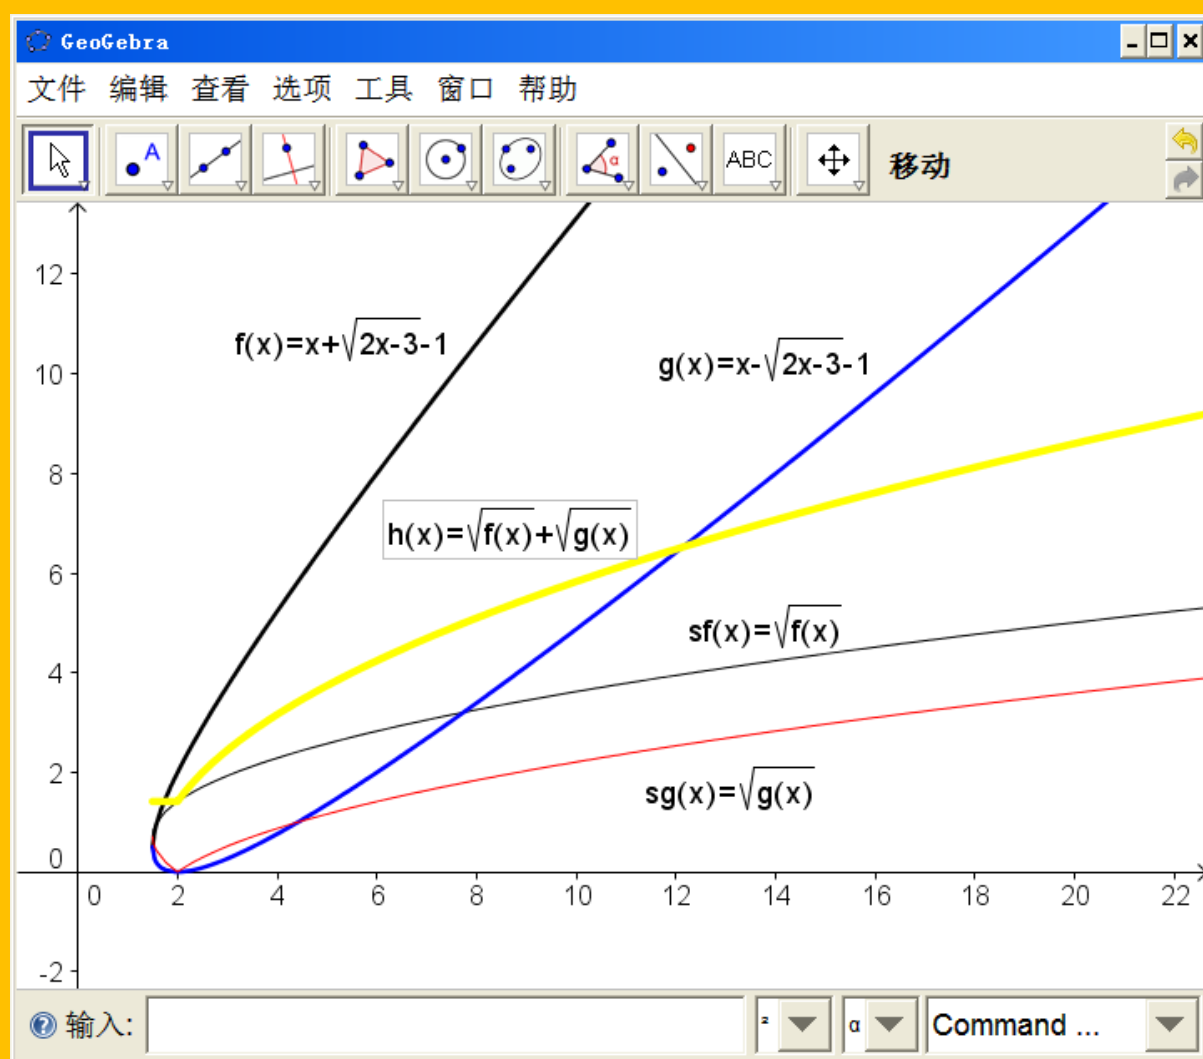 GeoGebra
文件 编辑 查看 选项 工具 窗口 帮助
A α ABC 移动
12
f(x)=x+√2x-3-1
g(x)=x-√2x-3-1
10
8
h(x)=√f(x)+√g(x)
6
sf(x)=√f(x)
4
2
sg(x)=√g(x)
0
0 2 4 6 8 10 12 14 16 18 20 22
-2
输入: ² α Command ...